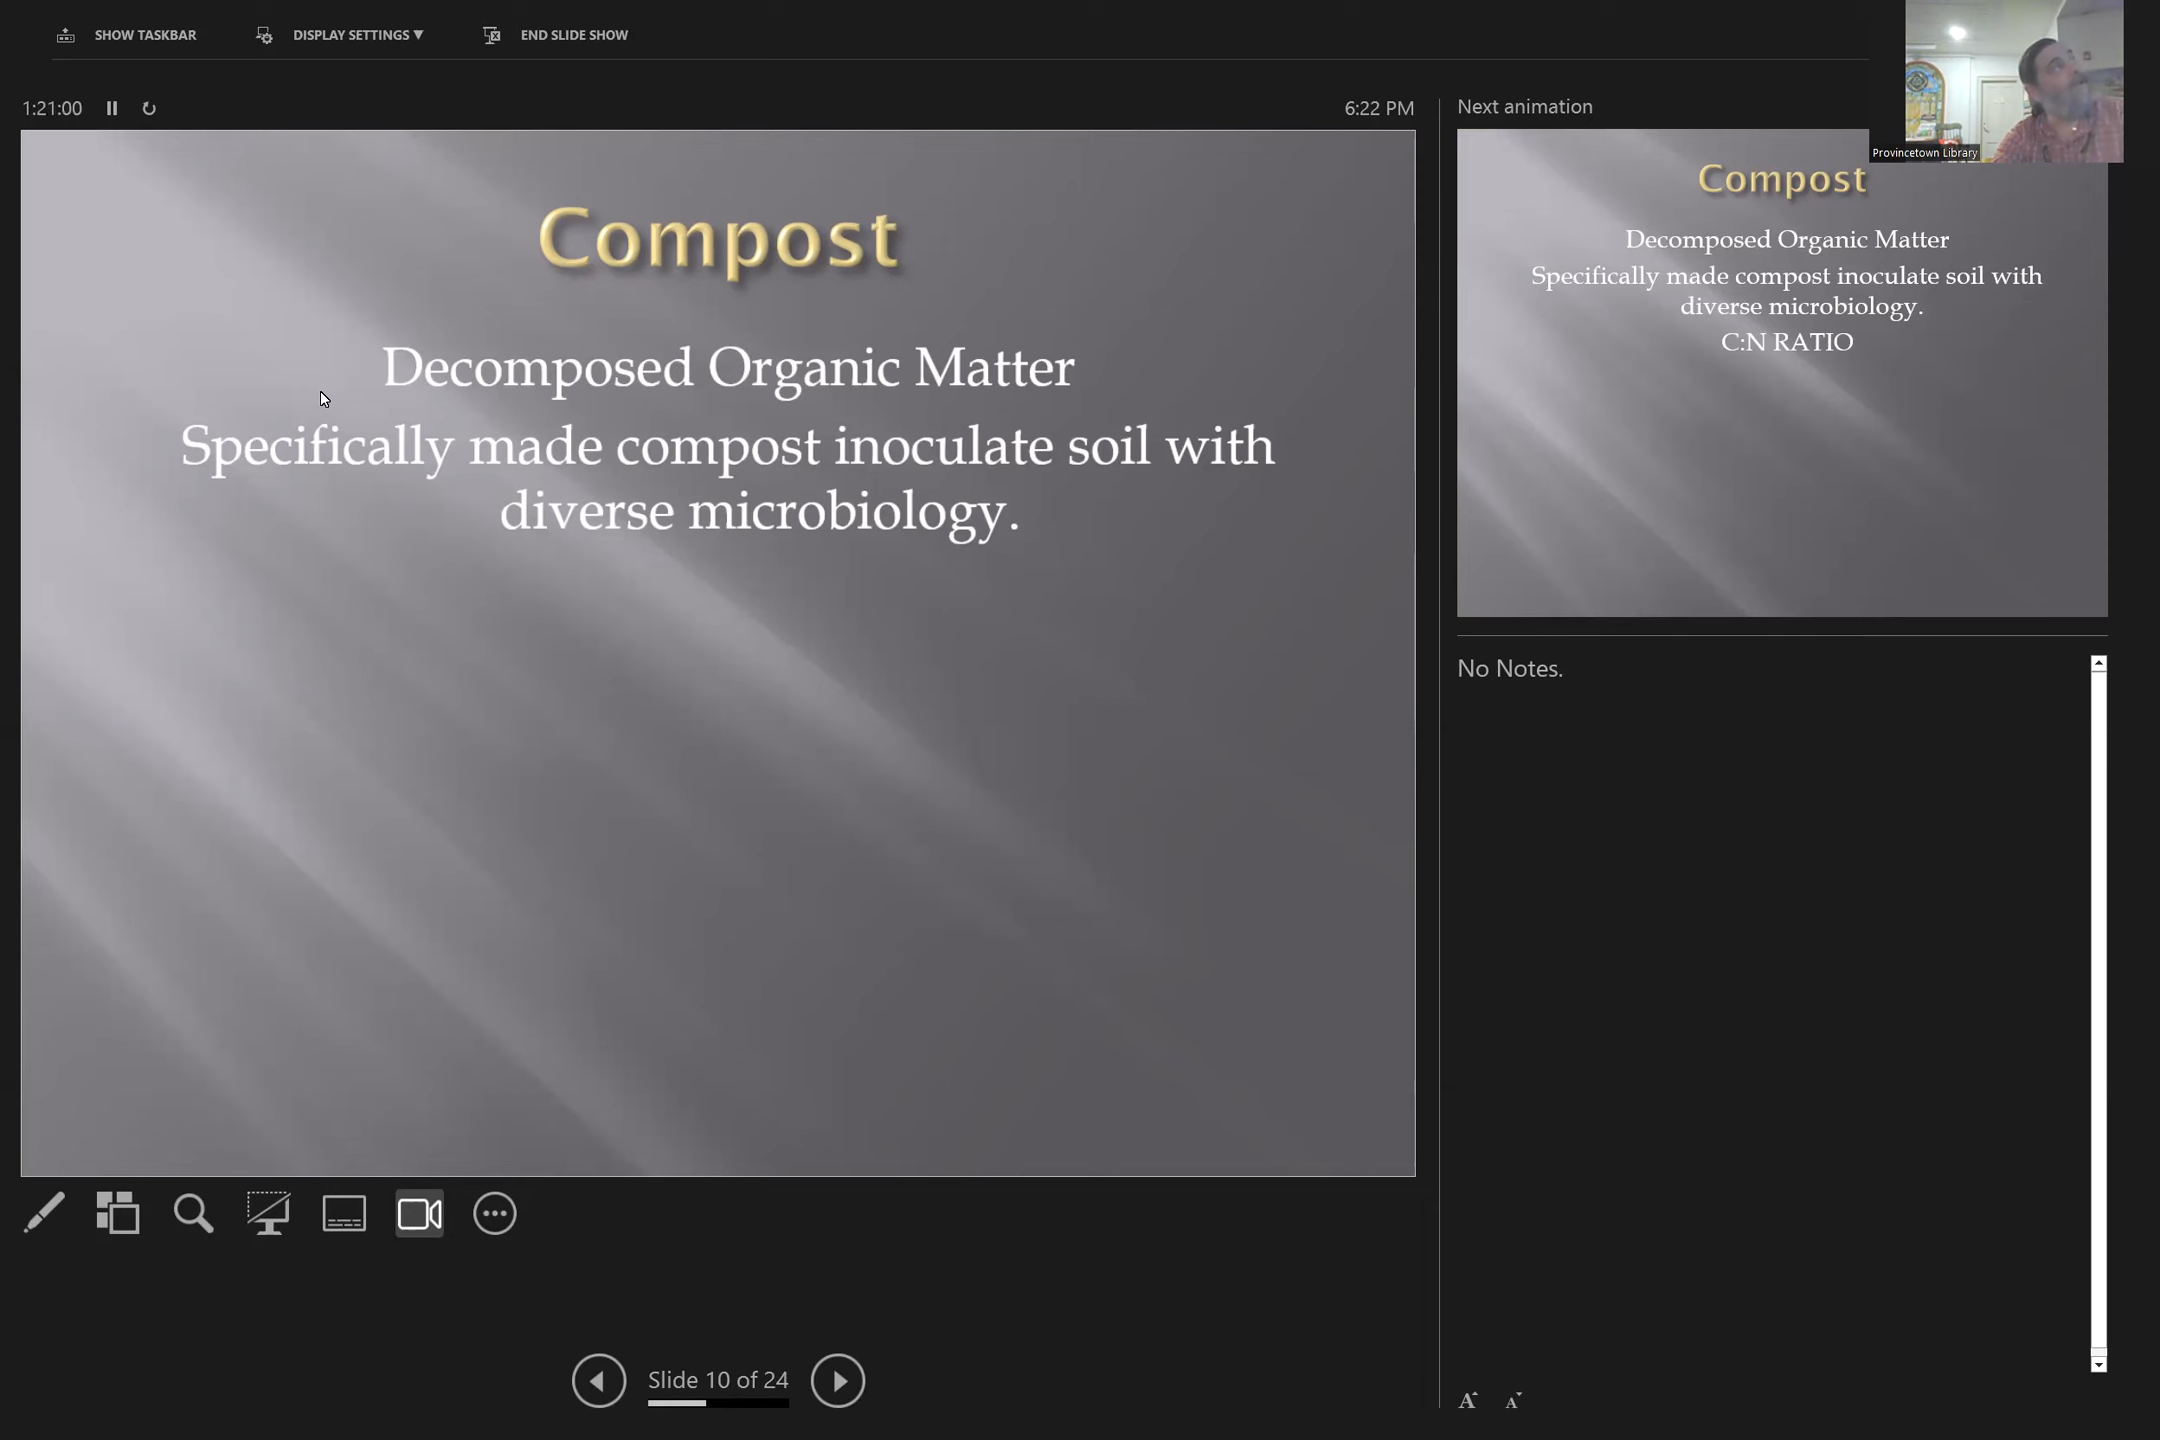 SHOW TASKBAR
DISPLAY SETTINGS ▼
END SLIDE SHOW
1:21:00
6:22 PM
Compost
Decomposed Organic Matter
Specifically made compost inoculate soil with
diverse microbiology.
Slide 10 of 24
Next animation
Provincetown Library
Compost
Decomposed Organic Matter
Specifically made compost inoculate soil with
diverse microbiology.
C:N RATIO
No Notes.
A A